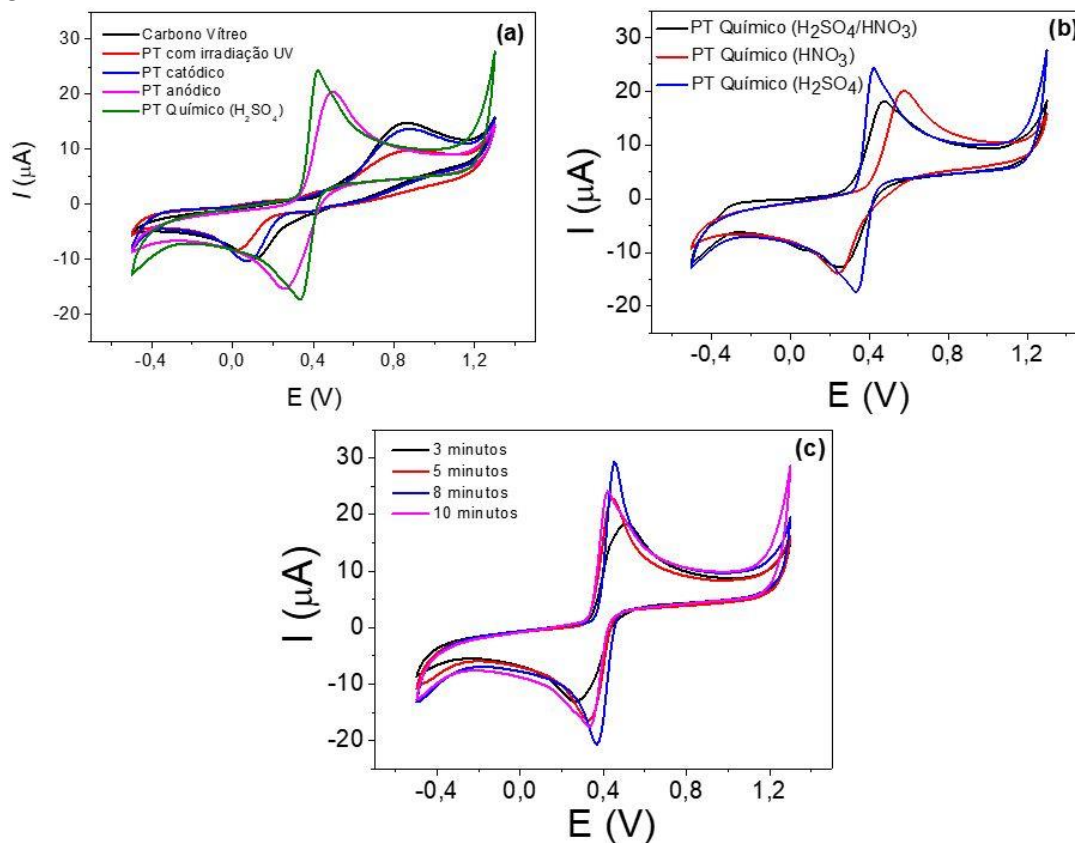 (a)
Carbono Vítreo
PT com irradiação UV
PT catódico
PT anódico
PT Químico (H₂SO₄)
I (μA)
30
20
10
0
-10
-20
-0,4 0,0 0,4 0,8 1,2
E (V)
(b)
PT Químico (H₂SO₄/HNO₃)
PT Químico (HNO₃)
PT Químico (H₂SO₄)
I (μA)
30
20
10
0
-10
-20
-0,4 0,0 0,4 0,8 1,2
E (V)
(c)
3 minutos
5 minutos
8 minutos
10 minutos
I (μA)
30
20
10
0
-10
-20
-0,4 0,0 0,4 0,8 1,2
E (V)